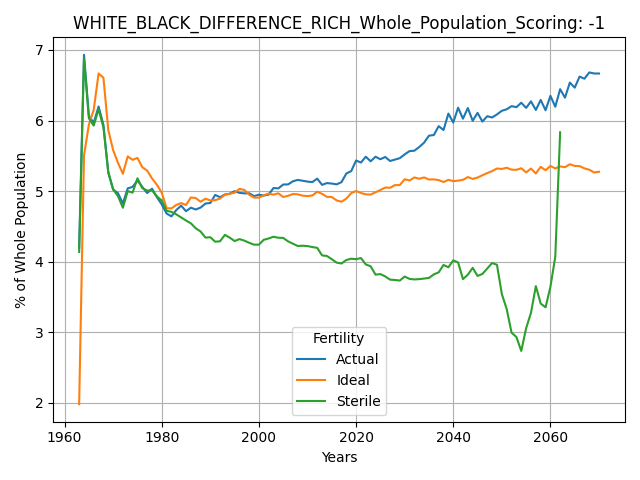 WHITE_BLACK_DIFFERENCE_RICH_Whole_Population_Scoring: -1
7
6
5
4
3
2
% of Whole Population
Fertility
Actual
Ideal
Sterile
1960 1980 2000 2020 2040 2060
Years